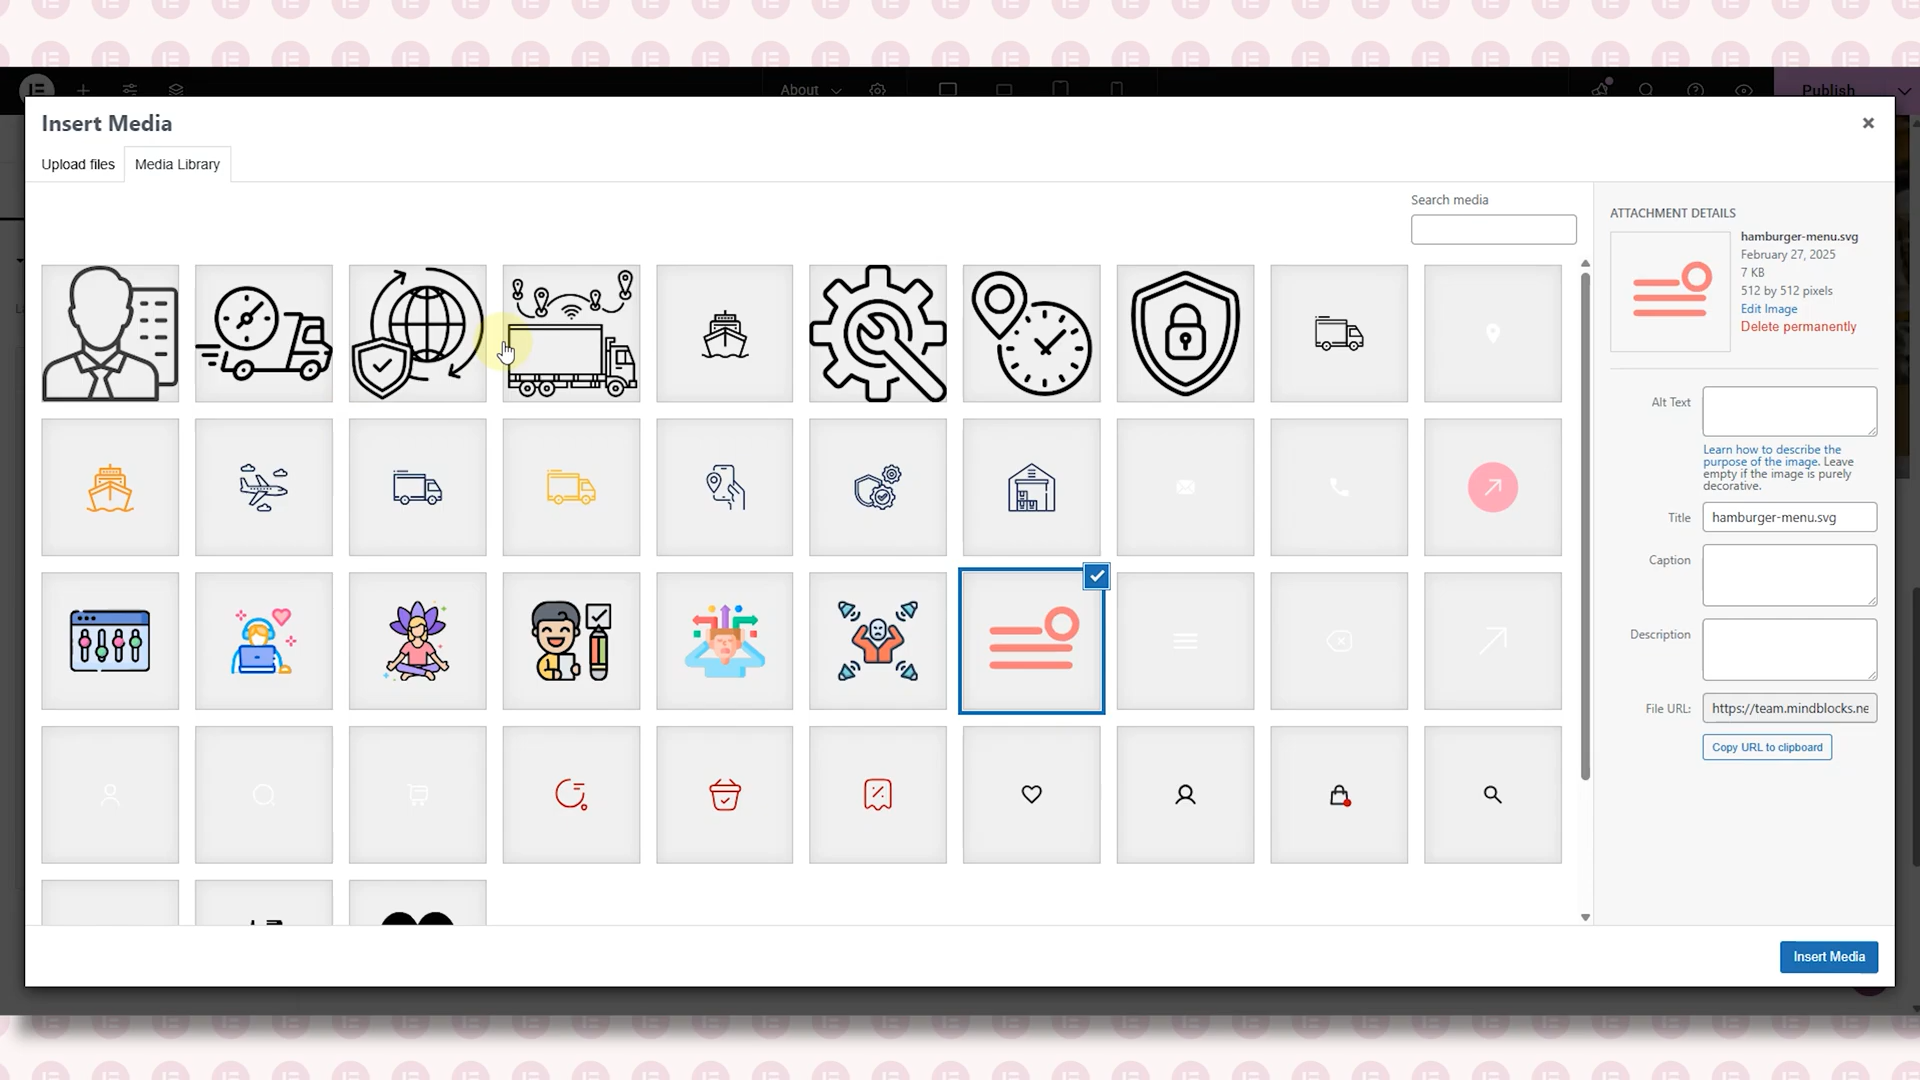 About
Publish
Insert Media
Upload files
Media Library
Search media
ATTACHMENT DETAILS
hamburger-menu.svg
February 27, 2025
7 KB
512 by 512 pixels
Edit Image
Delete permanently
Alt Text
Learn how to describe the
purpose of the image. Leave
empty if the image is purely
decorative.
Title
hamburger-menu.svg
Caption
Description
File URL:
https://team.mindblocks.ne
Copy URL to clipboard
Insert Media